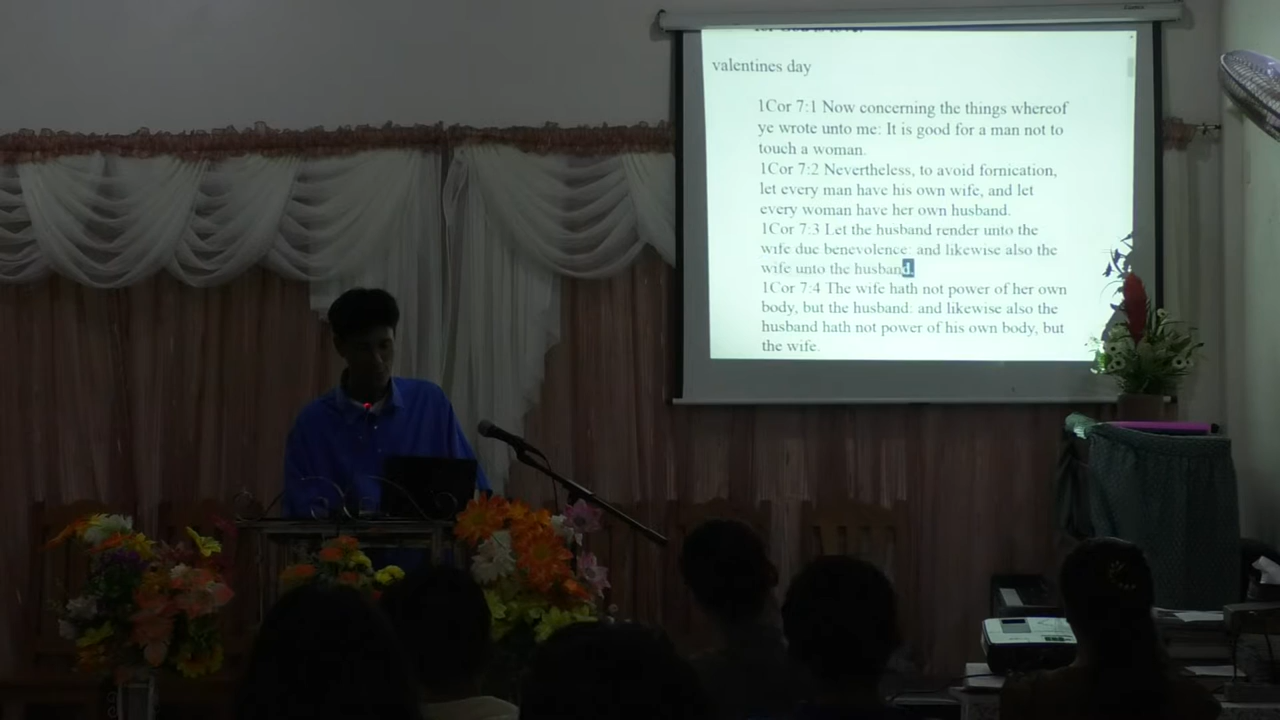 for God is love.
valentines day
1Cor 7:1 Now concerning the things whereof
ye wrote unto me: It is good for a man not to
touch a woman.
1Cor 7:2 Nevertheless, to avoid fornication,
let every man have his own wife, and let
every woman have her own husband.
1Cor 7:3 Let the husband render unto the
wife due benevolence: and likewise also the
wife unto the husband.
1Cor 7:4 The wife hath not power of her own
body, but the husband: and likewise also the
husband hath not power of his own body, but
the wife.